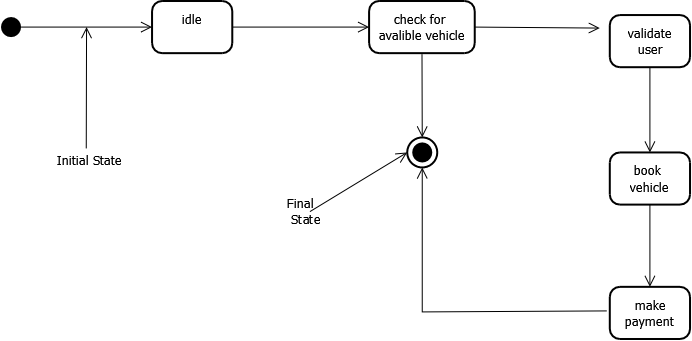 idle
check for
avalible vehicle
validate
user
Initial State
book
vehicle
Final
State
make
payment